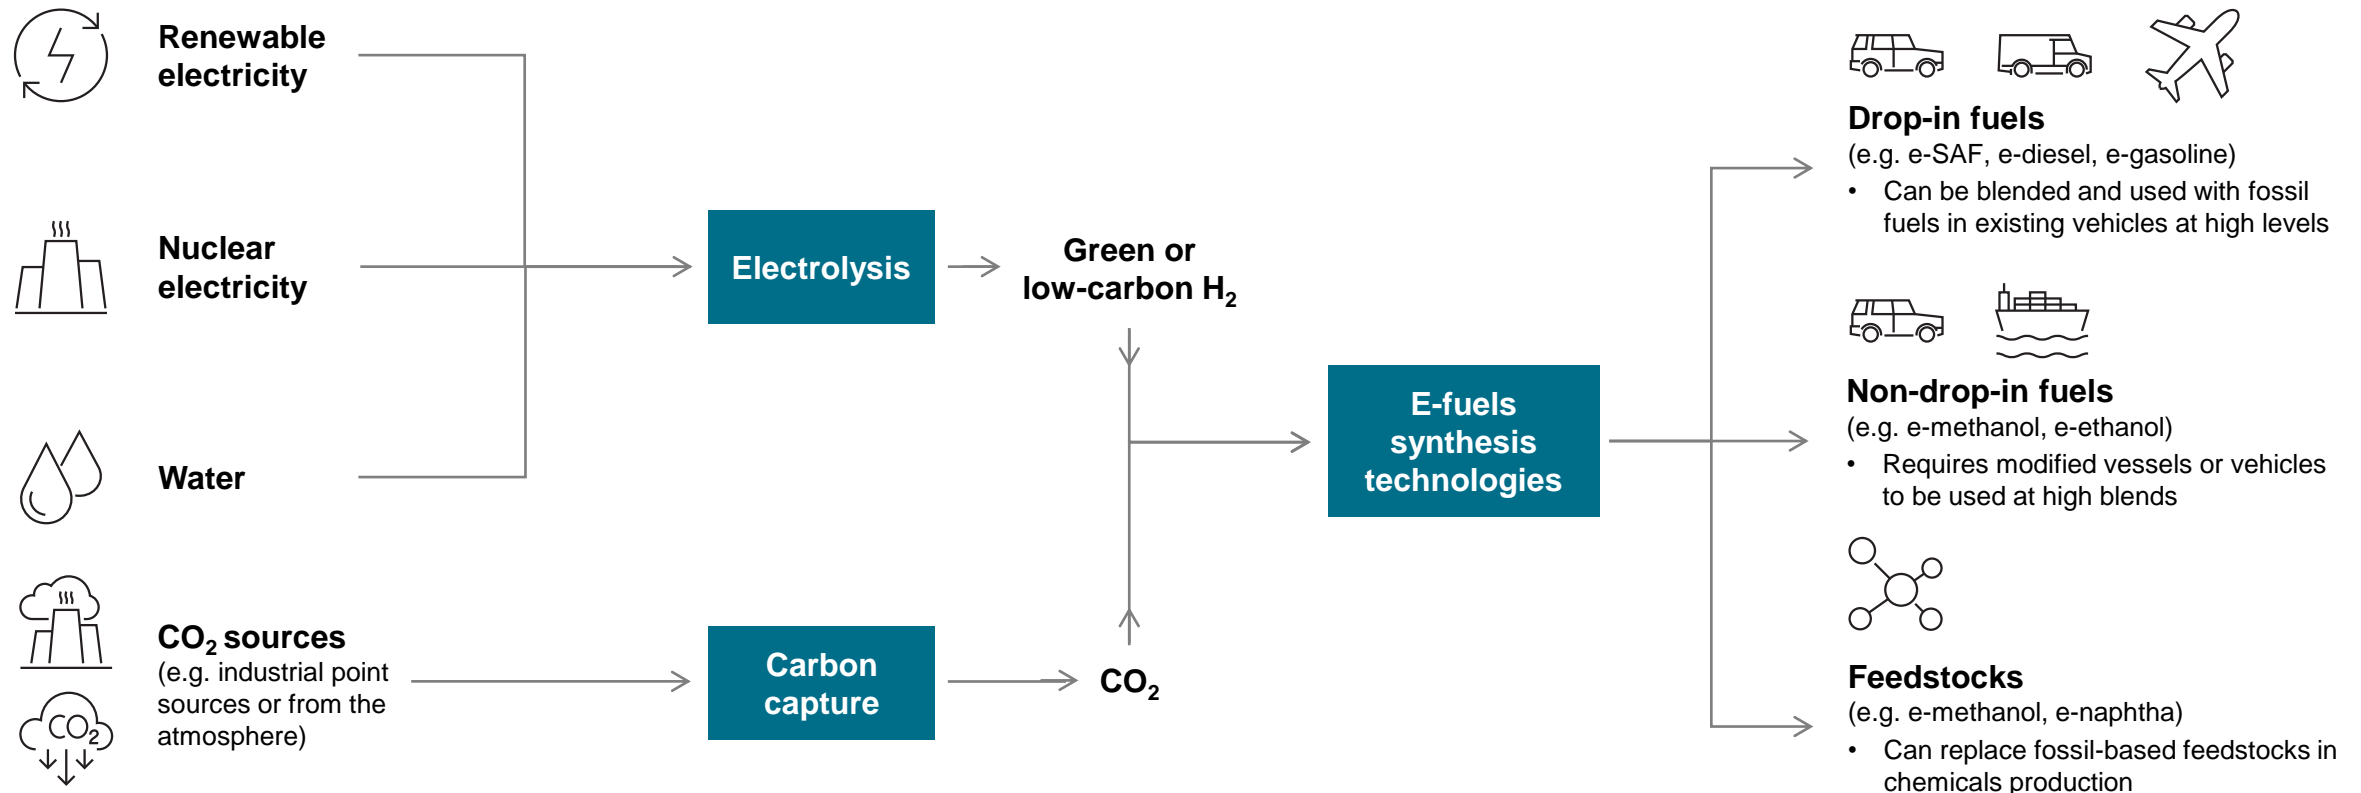 Renewable
electricity
Nuclear
electricity
Water
CO₂ sources
(e.g. industrial point
sources or from the
atmosphere)
CO₂
Electrolysis
Carbon
capture
Green or
low-carbon H₂
CO₂
E-fuels
synthesis
technologies
Drop-in fuels
(e.g. e-SAF, e-diesel, e-gasoline)
• Can be blended and used with fossil
fuels in existing vehicles at high levels
Non-drop-in fuels
(e.g. e-methanol, e-ethanol)
• Requires modified vessels or vehicles
to be used at high blends
Feedstocks
(e.g. e-methanol, e-naphtha)
• Can replace fossil-based feedstocks in
chemicals production